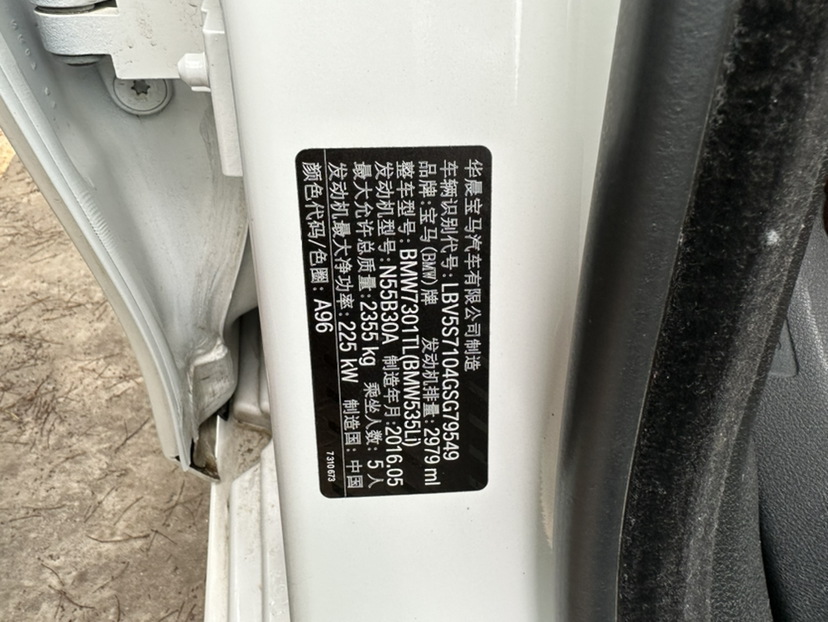 华晨宝马汽车有限公司制造
车辆识别代号：LBV5S7104GSG79549
品牌：宝马(BMW)牌 发动机排量：2979 ml
整车型号：BMW7301TL(BMW535Li)
发动机型号：N55B30A 制造年月：2016.05
最大允许总质量：2355 kg 乘坐人数：5 人
发动机最大净功率：225 kW 制造国：中国
颜色代码/色圈：A96
7 310 673